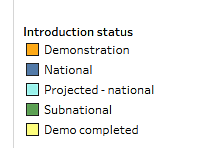 Introduction status
Demonstration
National
Projected - national
Subnational
Demo completed